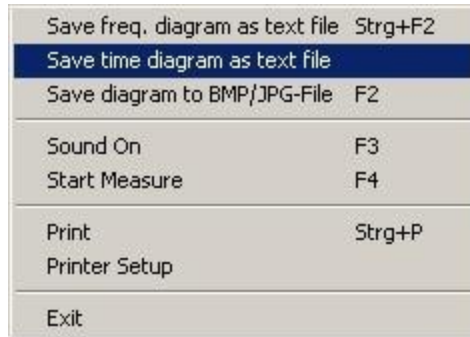 Save freq. diagram as text file Strg+F2
Save time diagram as text file
Save diagram to BMP/JPG-File F2
Sound On F3
Start Measure F4
Print Strg+P
Printer Setup
Exit